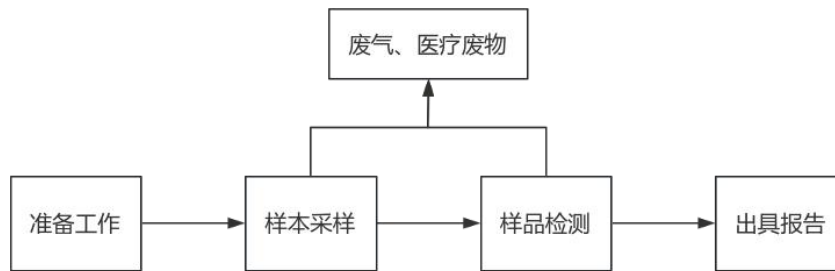 废气、医疗废物
准备工作
样本采样
样品检测
出具报告